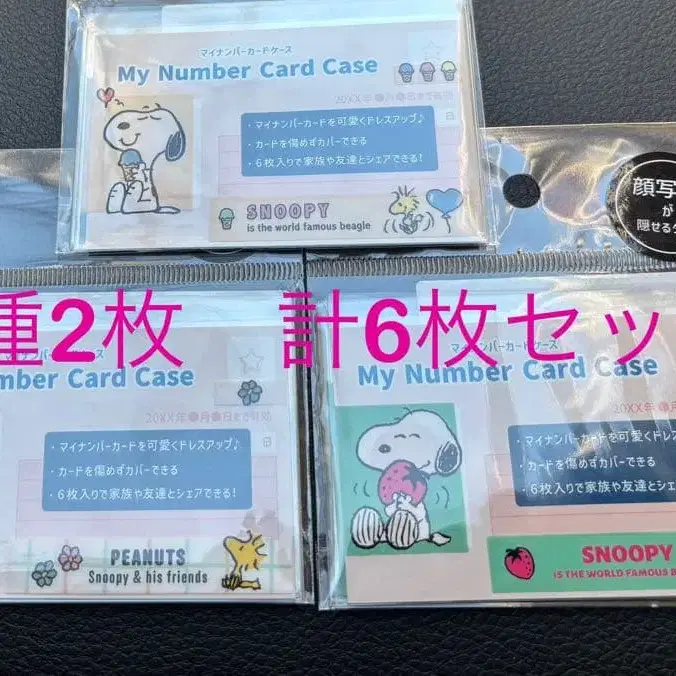 マイナンバーカードケース
My Number Card Case
20XX年●月●日まで有効
・マイナンバーカードを可愛くドレスアップ♪
・カードを傷めずカバーできる
・6枚入りで家族や友達とシェアできる！
SNOOPY
is the world famous beagle
顔写
が
隠せる
種2枚 計6枚セッ
ナンバーカードケース
umber Card Case
20XX年●月●日まで有効
・マイナンバーカードを可愛くドレスアップ♪
・カードを傷めずカバーできる
・6枚入りで家族や友達とシェアできる！
PEANUTS
Snoopy & his friends
マイナンバーカードケース
My Number Card Case
20XX年●月●
・マイナンバーカードを可愛くドレス
・カードを傷めずカバーできる
・6枚入りで家族や友達とシェア
SNOOPY
IS THE WORLD FAMOUS B